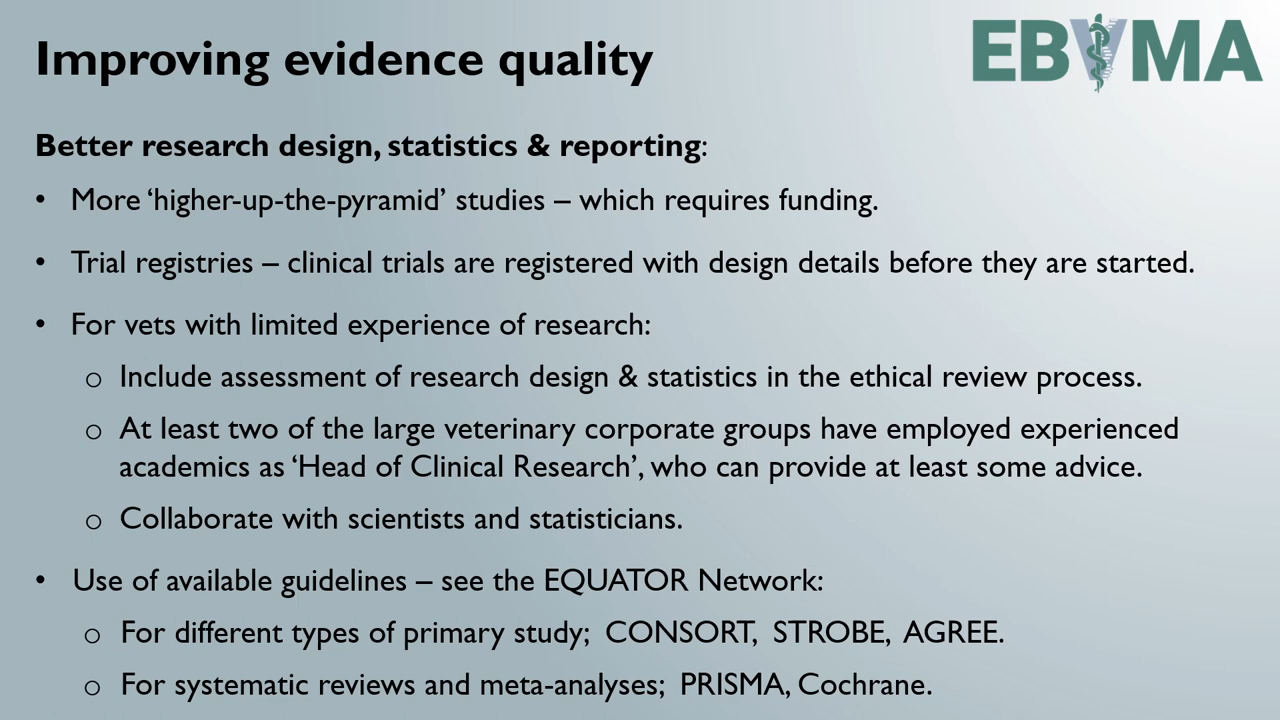 Improving evidence quality
EBVMA
Better research design, statistics & reporting:
• More ‘higher-up-the-pyramid’ studies – which requires funding.
• Trial registries – clinical trials are registered with design details before they are started.
• For vets with limited experience of research:
o Include assessment of research design & statistics in the ethical review process.
o At least two of the large veterinary corporate groups have employed experienced
academics as ‘Head of Clinical Research’, who can provide at least some advice.
o Collaborate with scientists and statisticians.
• Use of available guidelines – see the EQUATOR Network:
o For different types of primary study; CONSORT, STROBE, AGREE.
o For systematic reviews and meta-analyses; PRISMA, Cochrane.